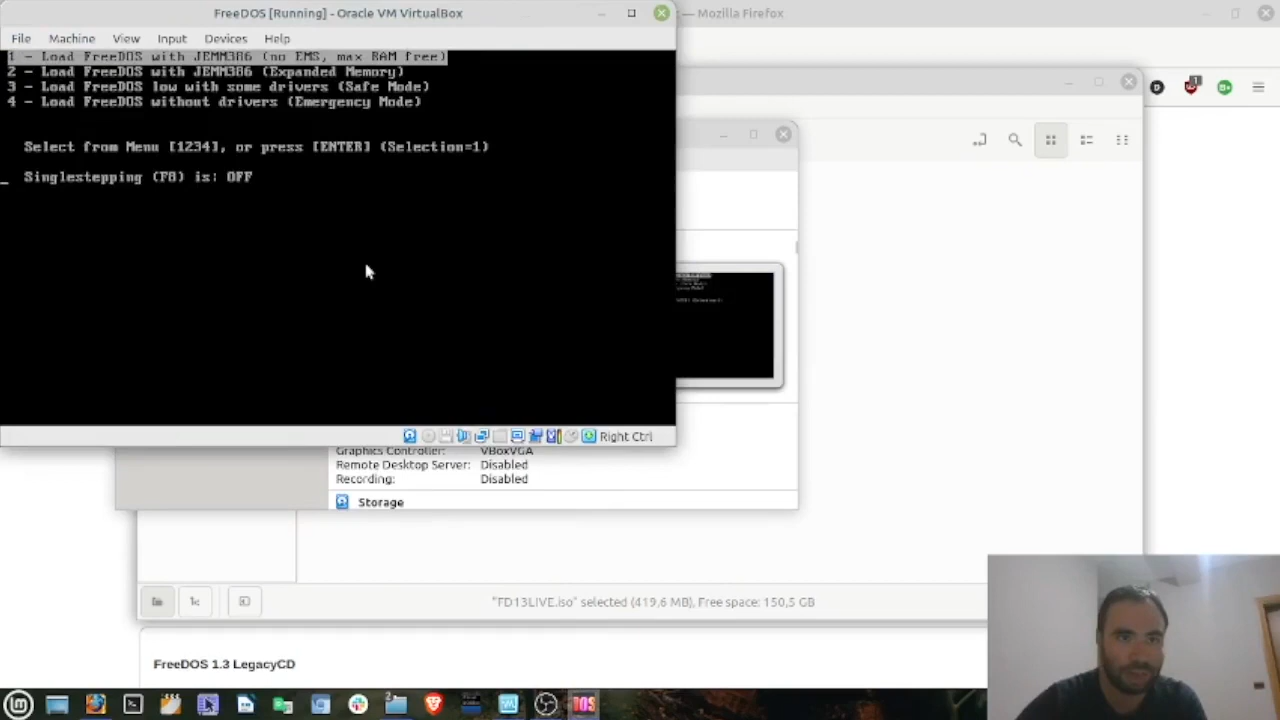 FreeDOS [Running] - Oracle VM VirtualBox
— Mozilla Firefox
File Machine View Input Devices Help
1 - Load FreeDOS with JEMM386 (no EMS, max RAM free)
2 - Load FreeDOS with JEMM386 (Expanded Memory)
3 - Load FreeDOS low with some drivers (Safe Mode)
4 - Load FreeDOS without drivers (Emergency Mode)
Select from Menu [1234], or press [ENTER] (Selection=1)
Singlestepping (F8) is: OFF
Right Ctrl
Graphics Controller: VBoxVGA
Remote Desktop Server: Disabled
Recording: Disabled
Storage
"FD13LIVE.iso" selected (419,6 MB), Free space: 150,5 GB
FreeDOS 1.3 LegacyCD